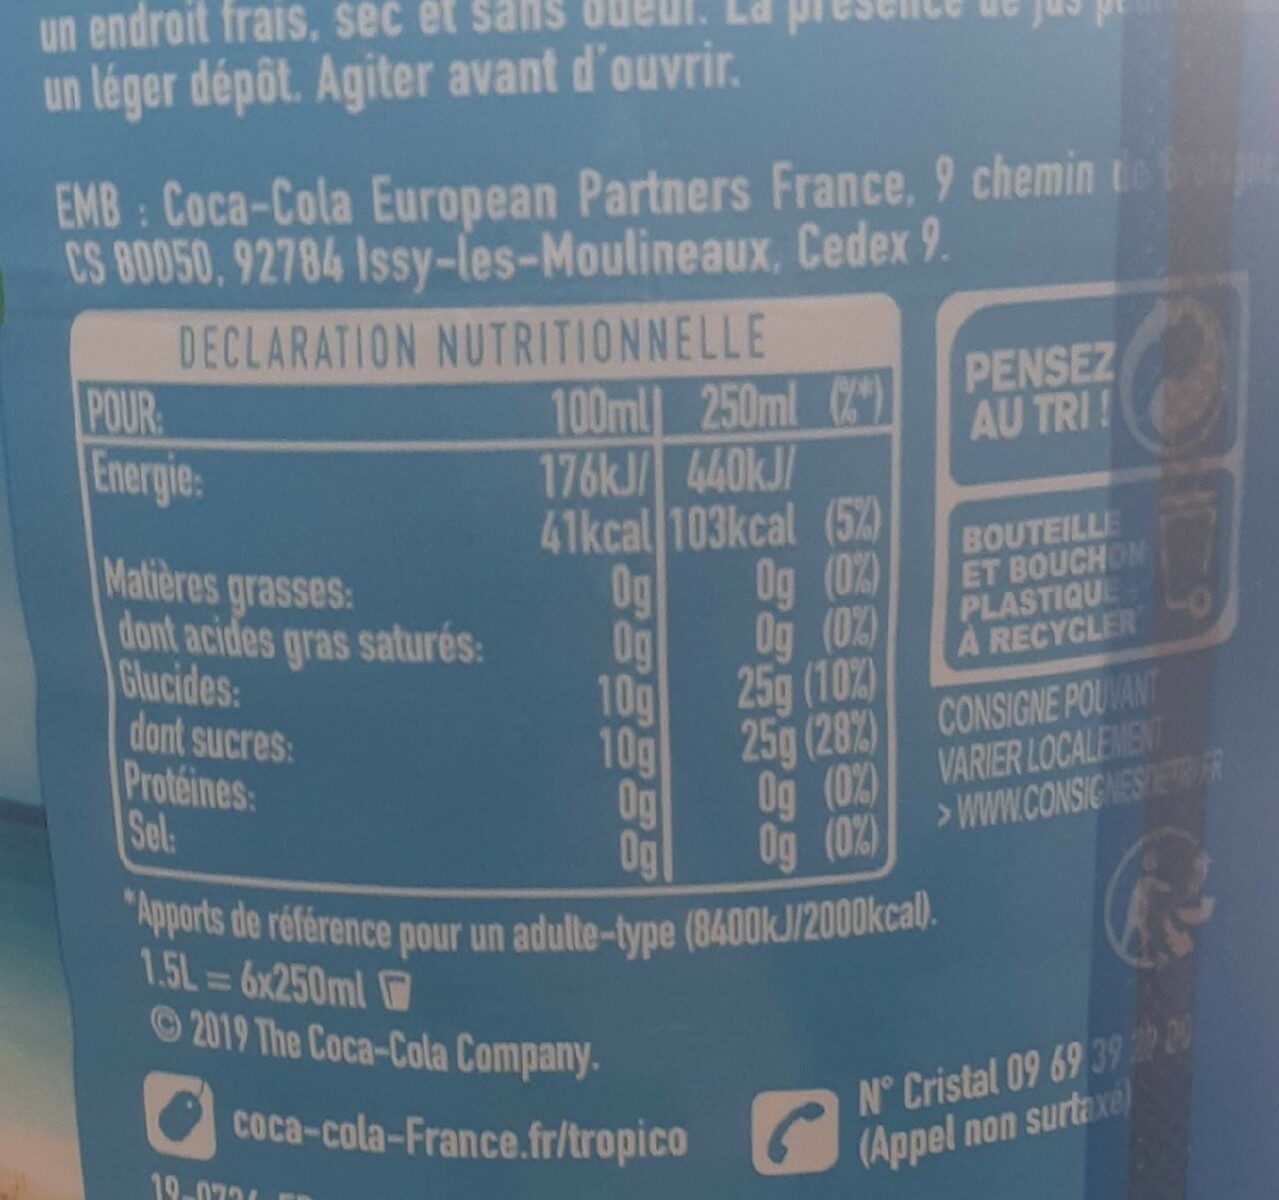 un endroit frais, sec et sans odeur. La présence de jus
un léger dépôt. Agiter avant d'ouvrir.
EMB : Coca-Cola European Partners France, 9 chemin de
CS 80050, 92784 Issy-les-Moulineaux, Cedex 9.
DECLARATION NUTRITIONNELLE
POUR: 100ml 250ml (%*)
Energie: 176kJ/ 440kJ/
41kcal 103kcal (5%)
Matières grasses: 0g 0g (0%)
dont acides gras saturés: 0g 0g (0%)
Glucides: 10g 25g (10%)
dont sucres: 10g 25g (28%)
Protéines: 0g 0g (0%)
Sel: 0g 0g (0%)
*Apports de référence pour un adulte-type (8400kJ/2000kcal).
1.5L = 6x250ml
© 2019 The Coca-Cola Company.
coca-cola-France.fr/tropico
PENSEZ
AU TRI !
BOUTEILLE
ET BOUCHON
PLASTIQUE
À RECYCLER
CONSIGNE POUVANT
VARIER LOCALEMENT
> WWW.CONSIGNESDETRI.FR
N° Cristal 09 69 39
(Appel non surtaxé)